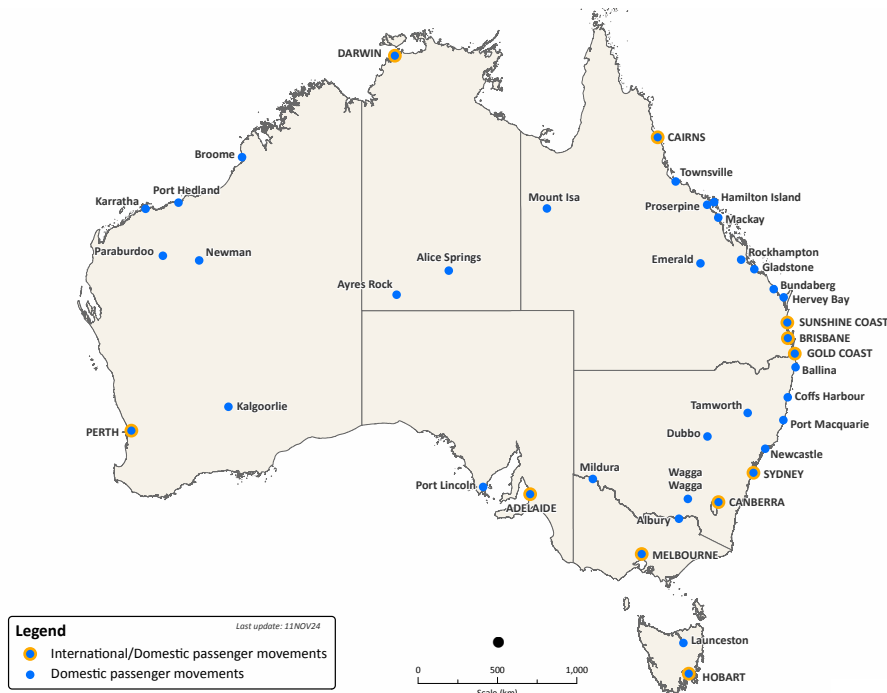 DARWIN
CAIRNS
Broome
Townsville
Port Hedland
Mount Isa
Hamilton Island
Karratha
Proserpine
Mackay
Paraburdoo
Newman
Alice Springs
Emerald
Rockhampton
Gladstone
Ayres Rock
Bundaberg
Hervey Bay
SUNSHINE COAST
BRISBANE
GOLD COAST
Ballina
Kalgoorlie
Coffs Harbour
Tamworth
Port Macquarie
PERTH
Dubbo
Newcastle
Mildura
Wagga
Wagga
SYDNEY
Port Lincoln
CANBERRA
ADELAIDE
Albury
MELBOURNE
Legend
Last update: 11NOV24
International/Domestic passenger movements
Domestic passenger movements
Launceston
HOBART
0 500 1,000
Scale (km)